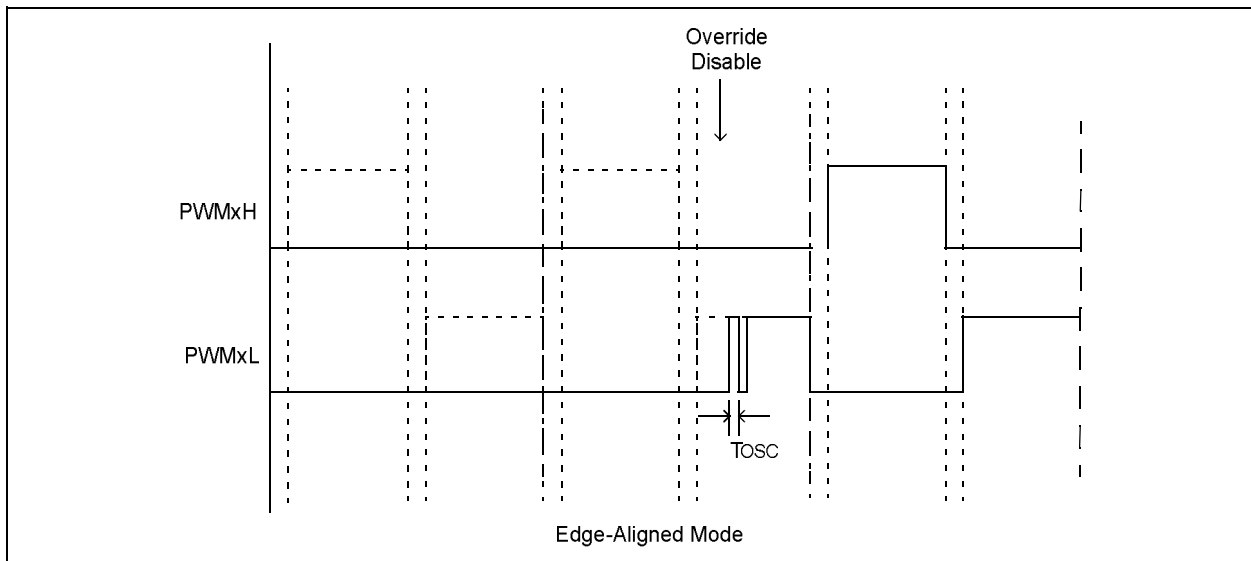 Override
Disable
PWMxH
PWMxL
TOSC
Edge-Aligned Mode